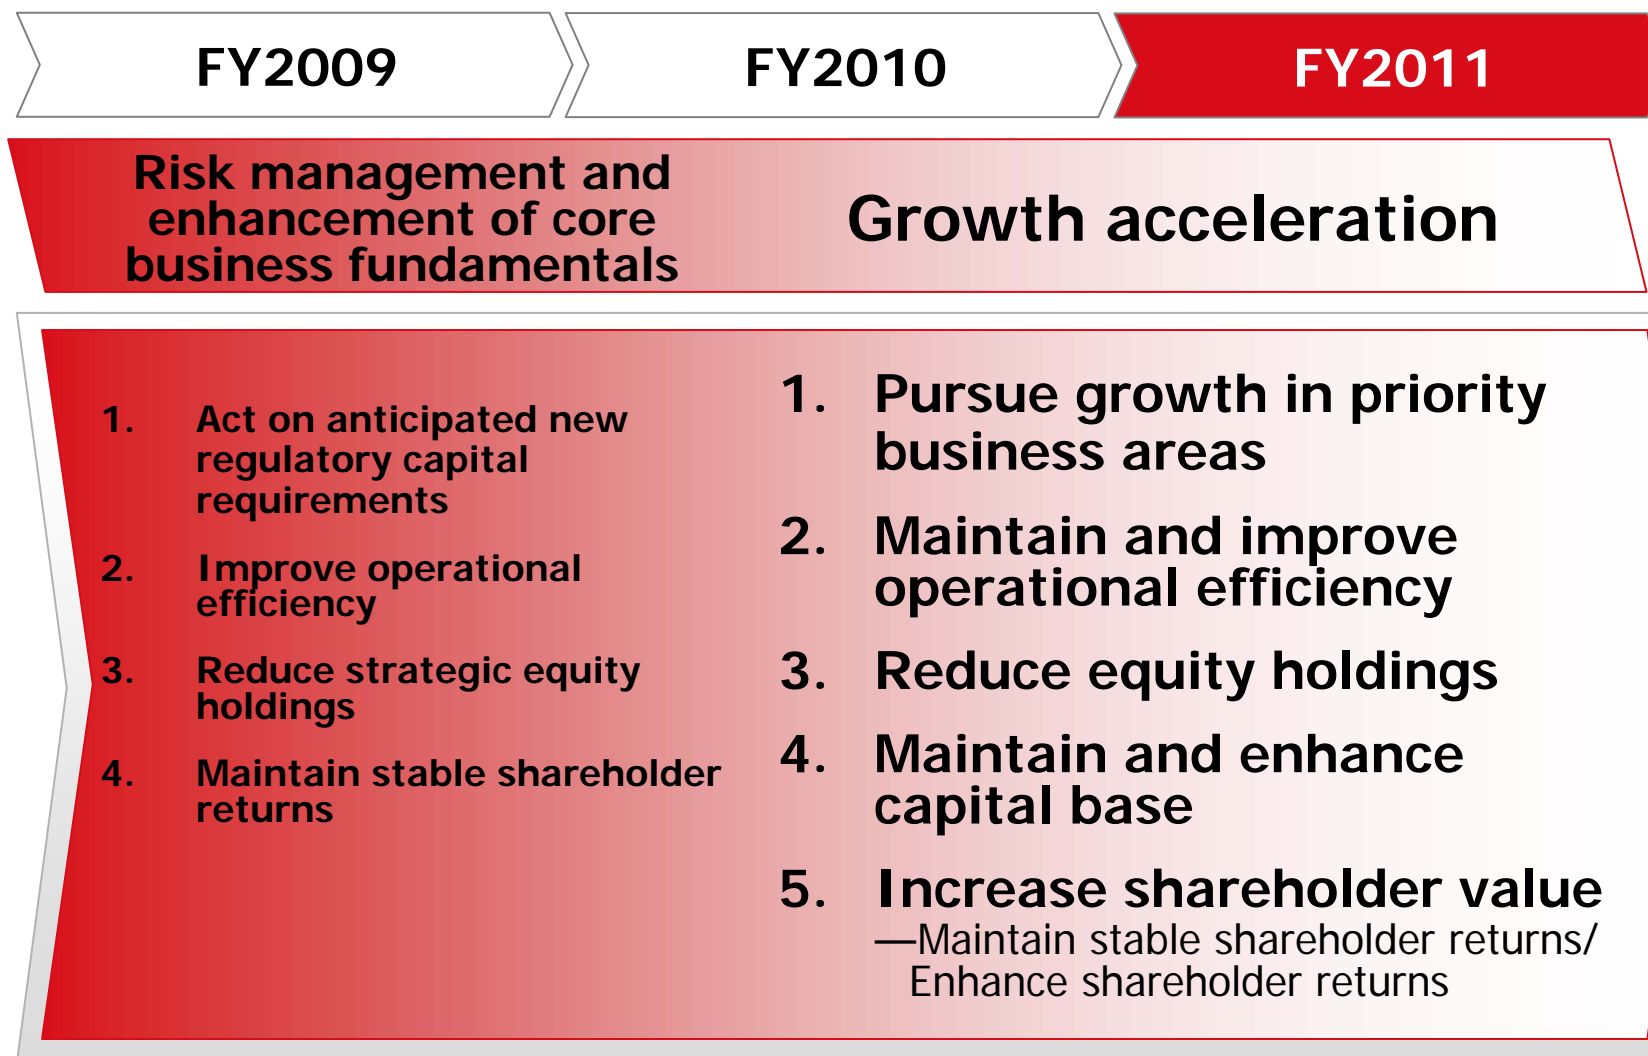 FY2009
FY2010
FY2011
Risk management and
enhancement of core
business fundamentals
Growth acceleration
1. Act on anticipated new
regulatory capital
requirements
2. Improve operational
efficiency
3. Reduce strategic equity
holdings
4. Maintain stable shareholder
returns
1. Pursue growth in priority
business areas
2. Maintain and improve
operational efficiency
3. Reduce equity holdings
4. Maintain and enhance
capital base
5. Increase shareholder value
—Maintain stable shareholder returns/
Enhance shareholder returns